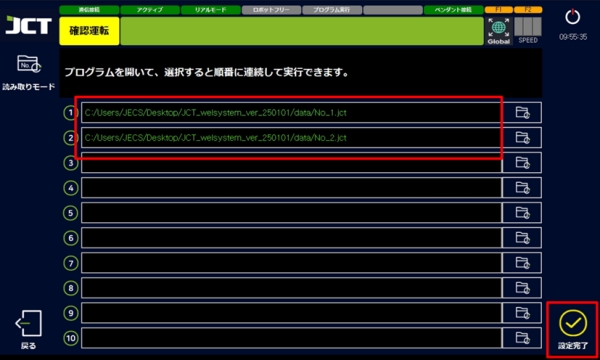 通信接続 アクティブ リアルモード ロボットフリー プログラム実行 ペンダント接続 F1 F2
JCT 確認運転 Global SPEED 09:55:35
No.
読み取りモード
プログラムを開いて、選択すると順番に連続して実行できます。
1 C:/Users/JECS/Desktop/JCT_welsystem_ver_250101/data/No_1.jct
2 C:/Users/JECS/Desktop/JCT_welsystem_ver_250101/data/No_2.jct
3
4
5
6
7
8
9
10
戻る 設定完了